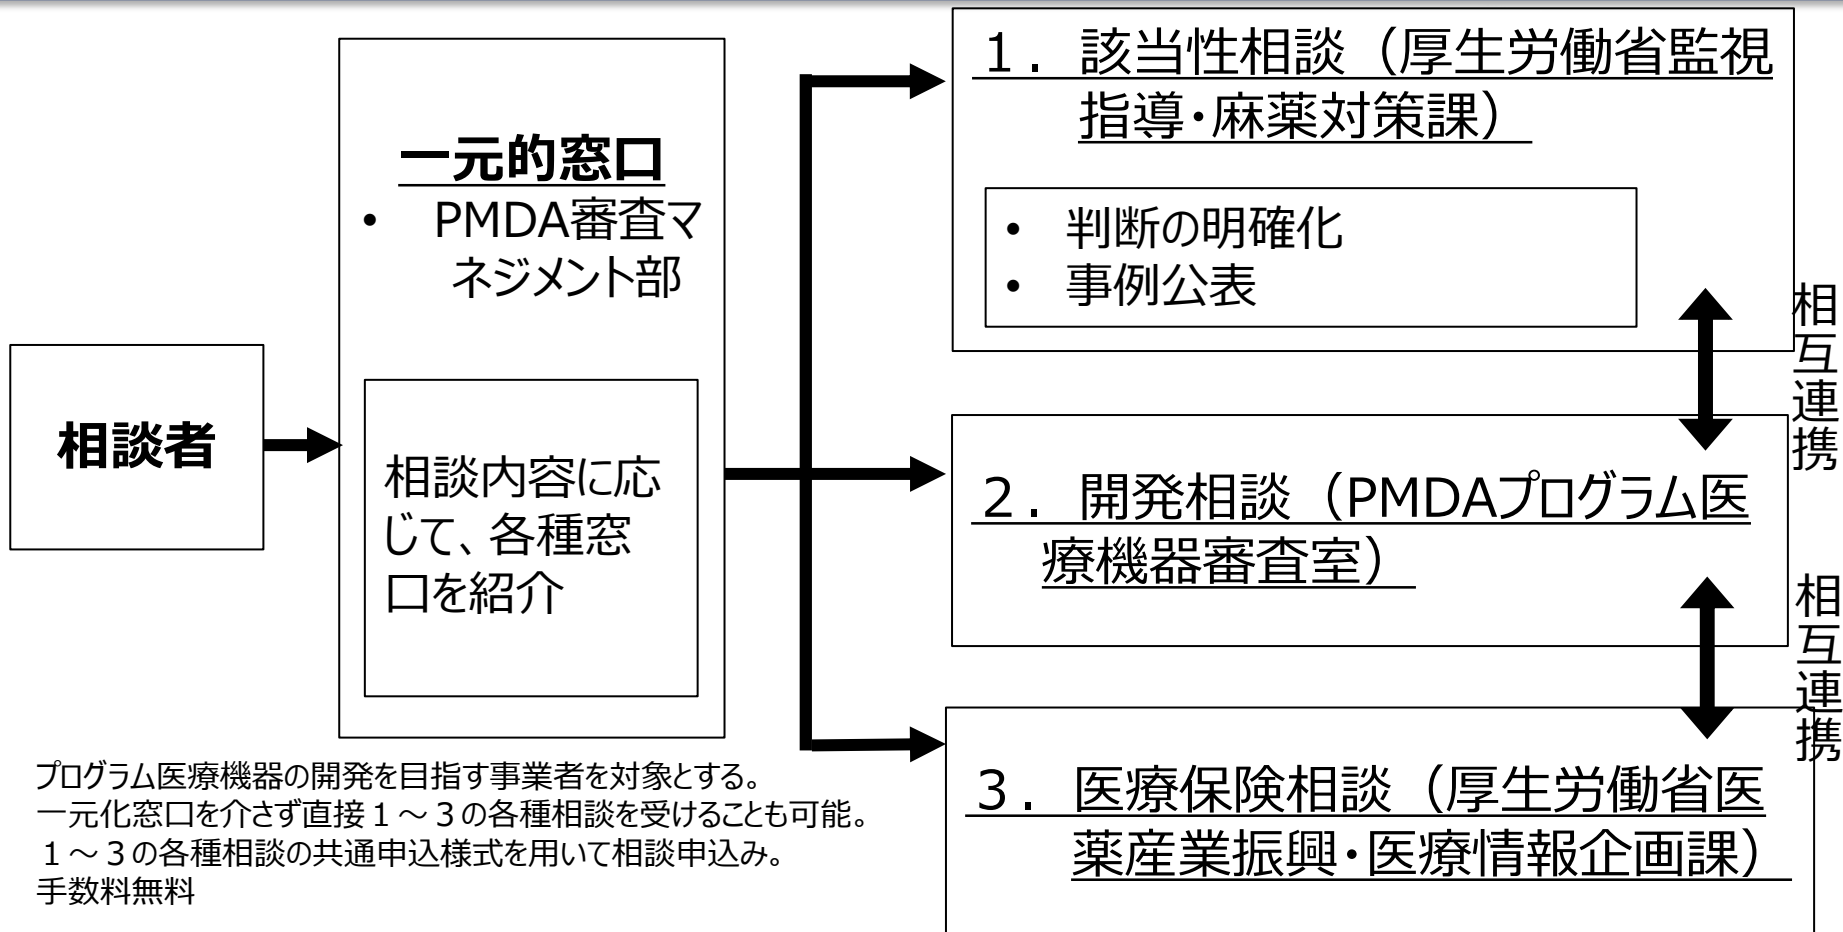 相談者
一元的窓口
• PMDA審査マ
ネジメント部
相談内容に応
じて、各種窓
口を紹介
１．該当性相談（厚生労働省監視
指導・麻薬対策課）
• 判断の明確化
• 事例公表
相互連携
２．開発相談（PMDAプログラム医
療機器審査室）
相互連携
３．医療保険相談（厚生労働省医
薬産業振興・医療情報企画課）
プログラム医療機器の開発を目指す事業者を対象とする。
一元化窓口を介さず直接１～３の各種相談を受けることも可能。
１～３の各種相談の共通申込様式を用いて相談申込み。
手数料無料